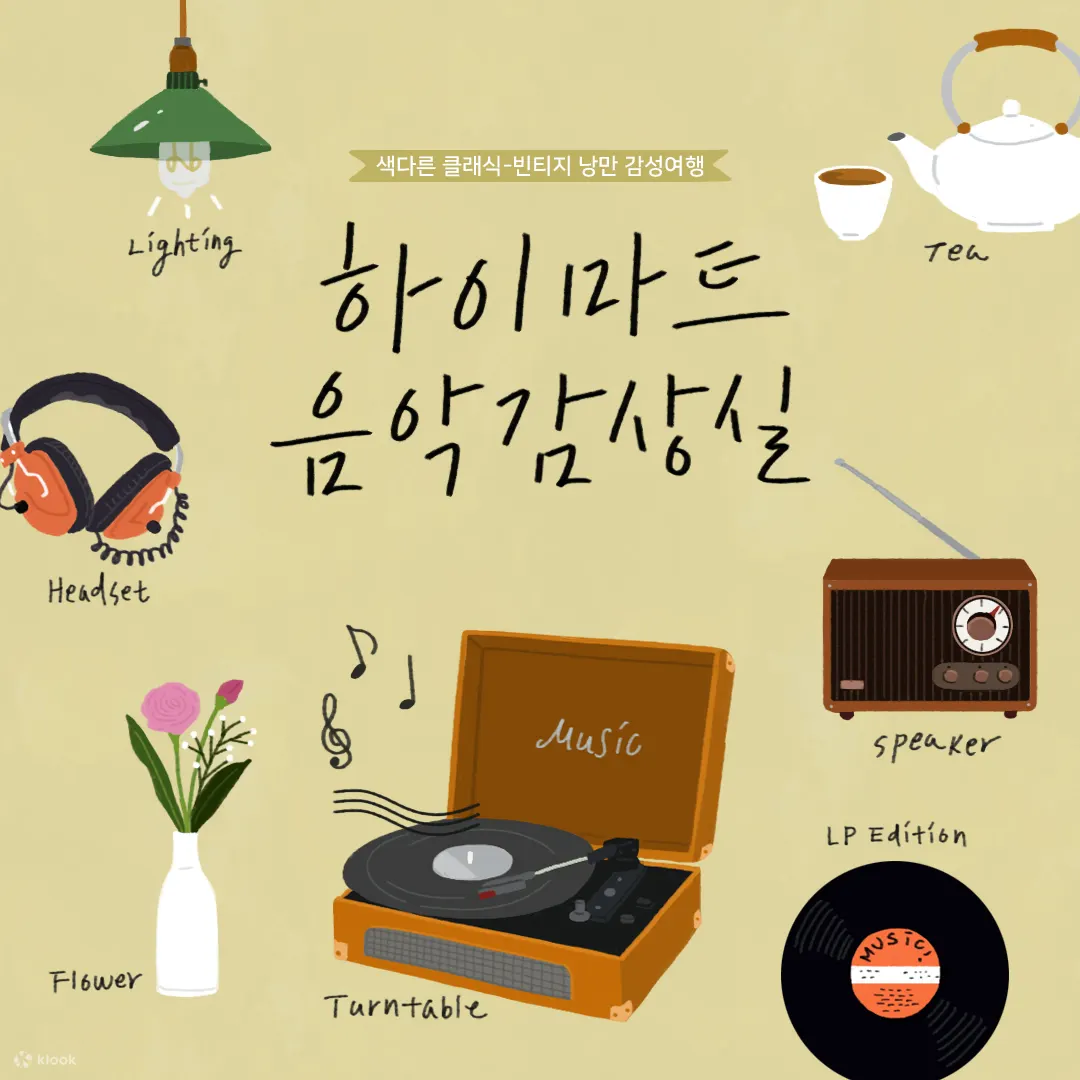 색다른 클래식-빈티지 낭만 감성여행
Lighting
Tea
하이마트
음악감상실
Headset
Music
speaker
LP Edition
MUSIC!
Flower
Turntable
klook